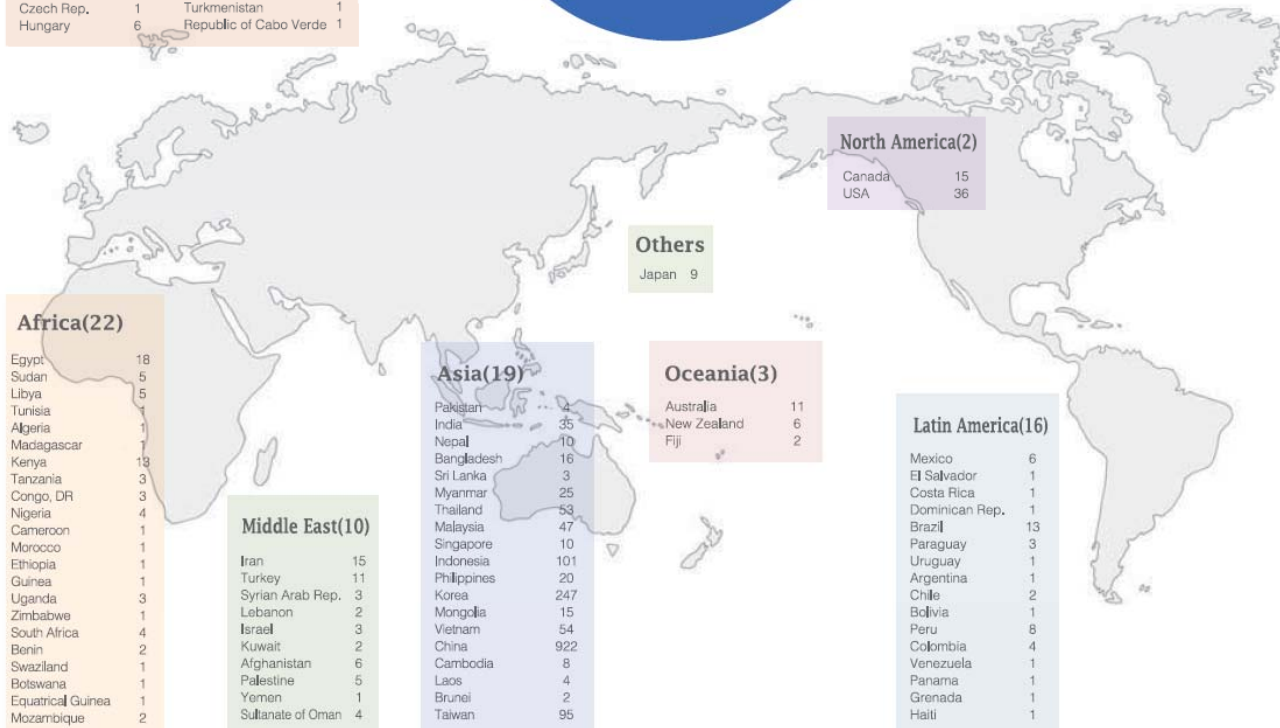 Czech Rep. 1 Turkmenistan 1
Hungary 6 Republic of Cabo Verde 1
North America(2)
Canada 15
USA 36
Others
Japan 9
Africa(22)
Egypt 18
Sudan 5
Libya 5
Tunisia 1
Algeria 1
Madagascar 1
Kenya 13
Tanzania 3
Congo, DR 3
Nigeria 4
Cameroon 1
Morocco 1
Ethiopia 1
Guinea 1
Uganda 3
Zimbabwe 1
South Africa 4
Benin 2
Swaziland 1
Botswana 1
Equatrical Guinea 1
Mozambique 2
Middle East(10)
Iran 15
Turkey 11
Syrian Arab Rep. 3
Lebanon 2
Israel 3
Kuwait 2
Afghanistan 6
Palestine 5
Yemen 1
Sultanate of Oman 4
Asia(19)
Pakistan 4
India 35
Nepal 10
Bangladesh 16
Sri Lanka 3
Myanmar 25
Thailand 53
Malaysia 47
Singapore 10
Indonesia 101
Philippines 20
Korea 247
Mongolia 15
Vietnam 54
China 922
Cambodia 8
Laos 4
Brunei 2
Taiwan 95
Oceania(3)
Australia 11
New Zealand 6
Fiji 2
Latin America(16)
Mexico 6
El Salvador 1
Costa Rica 1
Dominican Rep. 1
Brazil 13
Paraguay 3
Uruguay 1
Argentina 1
Chile 2
Bolivia 1
Peru 8
Colombia 4
Venezuela 1
Panama 1
Grenada 1
Haiti 1